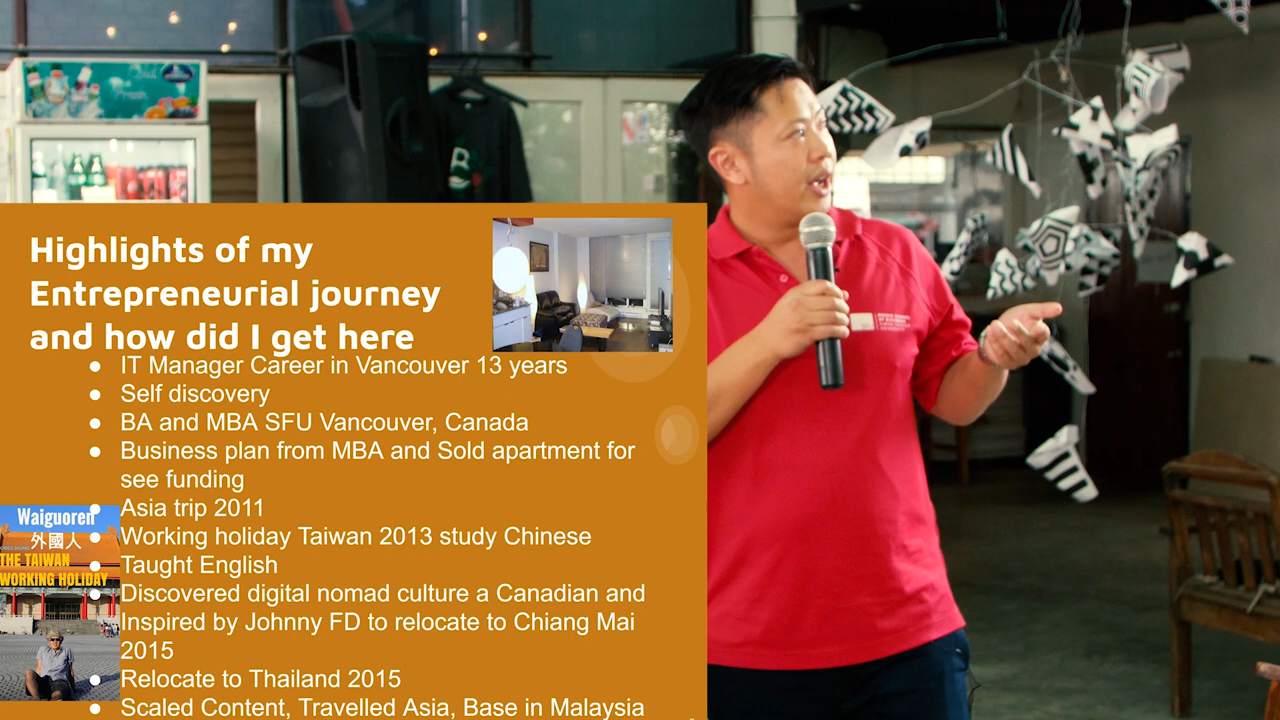 Highlights of my
Entrepreneurial journey
and how did I get here
IT Manager Career in Vancouver 13 years
Self discovery
BA and MBA SFU Vancouver, Canada
Business plan from MBA and Sold apartment for
see funding
Asia trip 2011
Working holiday Taiwan 2013 study Chinese
Taught English
Discovered digital nomad culture a Canadian and
Inspired by Johnny FD to relocate to Chiang Mai
2015
Relocate to Thailand 2015
Scaled Content, Travelled Asia, Base in Malaysia
Waiguoren
外國人
THE TAIWAN
WORKING HOLIDAY